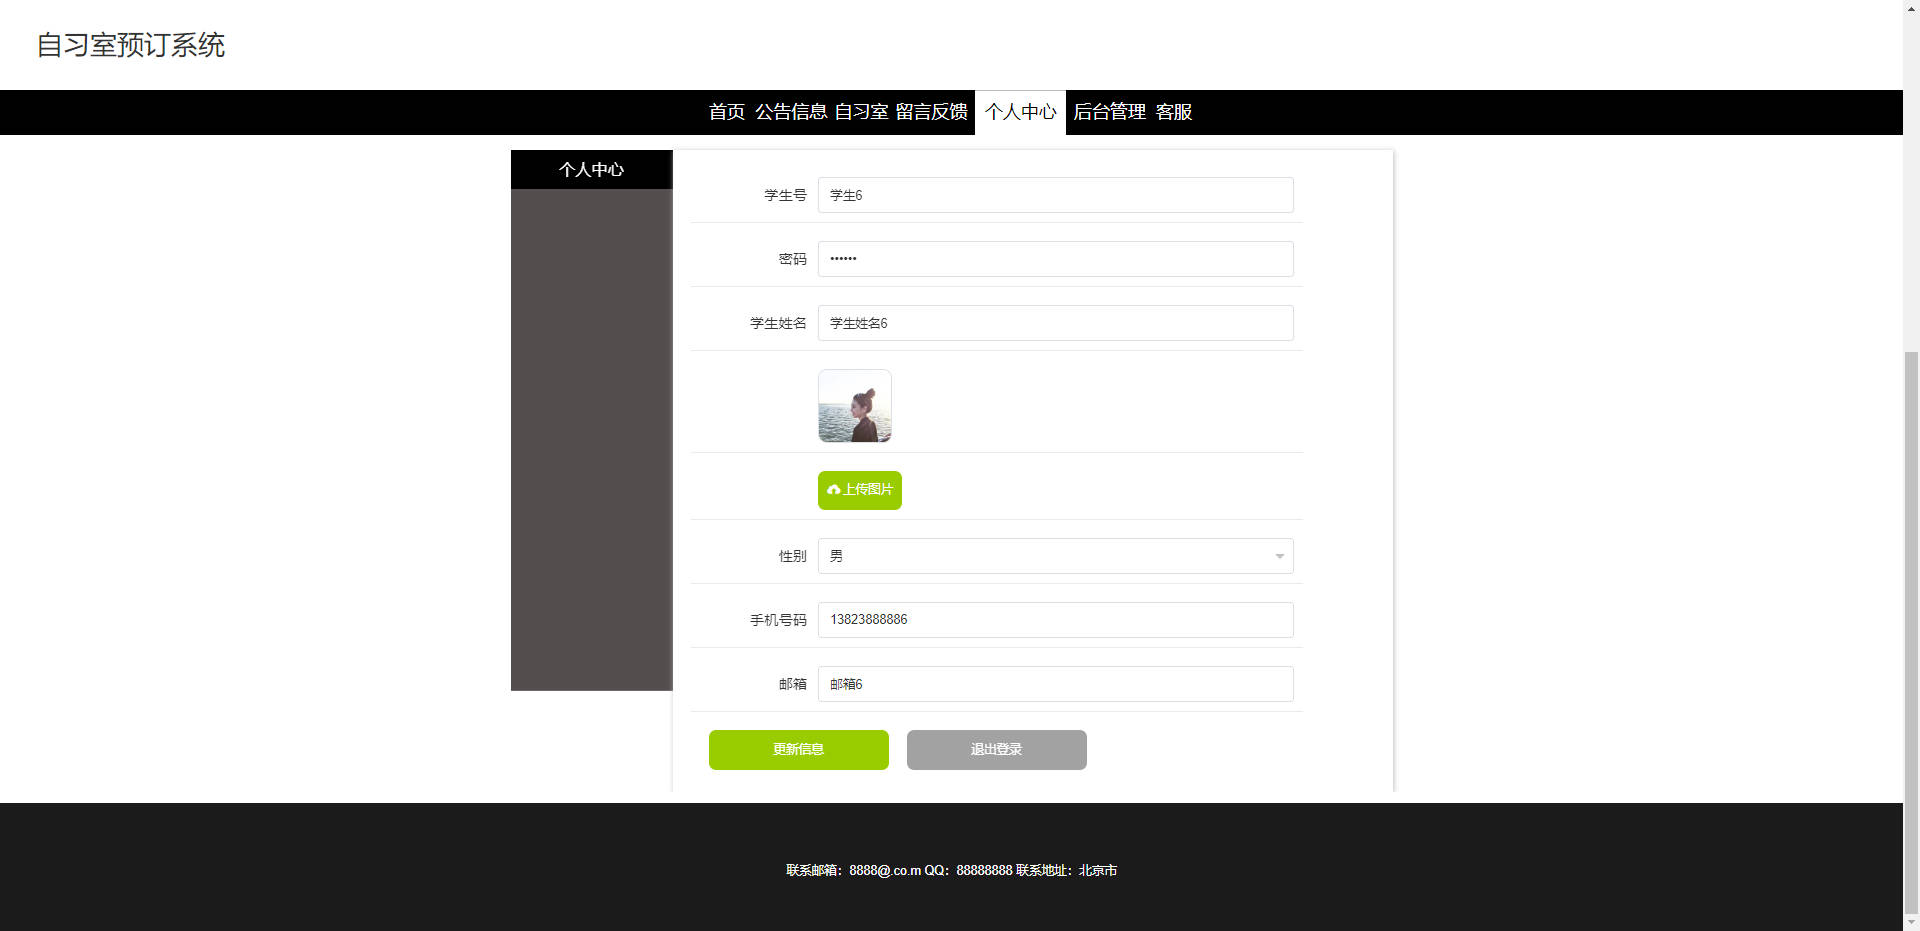 自习室预订系统
首页 公告信息 自习室 留言反馈 个人中心 后台管理 客服
个人中心
学生号 学生6
密码 ••••••
学生姓名 学生姓名6
上传图片
性别 男
手机号码 13823888886
邮箱 邮箱6
更新信息 退出登录
联系邮箱：8888@.co.m QQ：88888888 联系地址：北京市